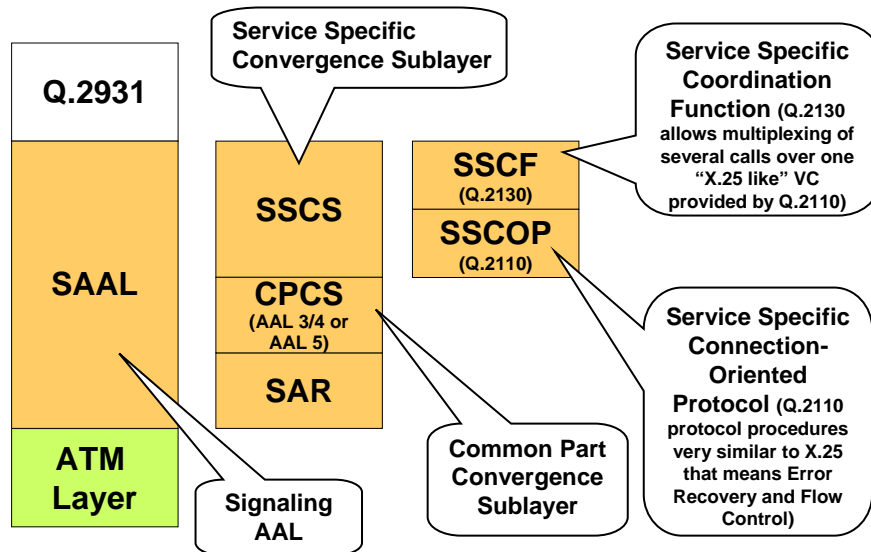 Service Specific
Convergence Sublayer
Q.2931
SAAL
ATM
Layer
SSCS
CPCS
(AAL 3/4 or
AAL 5)
SAR
SSCF
(Q.2130)
SSCOP
(Q.2110)
Service Specific
Coordination
Function (Q.2130
allows multiplexing of
several calls over one
“X.25 like” VC
provided by Q.2110)
Service Specific
Connection-
Oriented
Protocol (Q.2110
protocol procedures
very similar to X.25
that means Error
Recovery and Flow
Control)
Common Part
Convergence
Sublayer
Signaling
AAL